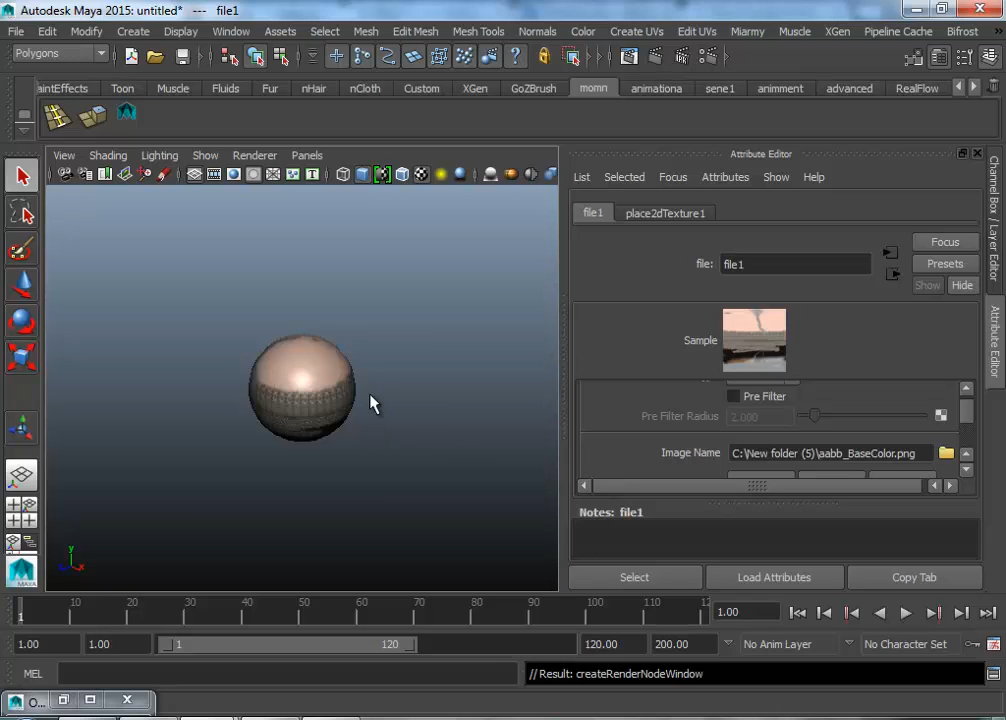 Autodesk Maya 2015: untitled* --- file1
File Edit Modify Create Display Window Assets Select Mesh Edit Mesh Mesh Tools Normals Color Create UVs Edit UVs Miarmy Muscle XGen Pipeline Cache Bifrost
Polygons
aintEffects Toon Muscle Fluids Fur nHair nCloth Custom XGen GoZBrush momn animationa sene1 animment advanced RealFlow
View Shading Lighting Show Renderer Panels
Attribute Editor
List Selected Focus Attributes Show Help
file1 place2dTexture1
Focus
file: file1
Presets
Show Hide
Sample
Pre Filter
Pre Filter Radius 2.000
Image Name C:\New folder (5)\aabb_BaseColor.png
Notes: file1
Select Load Attributes Copy Tab
Channel Box / Layer Editor
Attribute Editor
y
x
10 20 30 40 50 60 70 80 90 100 110 12
1
1.00
1.00 1.00 1 120 120.00 200.00 No Anim Layer No Character Set
MEL // Result: createRenderNodeWindow
O...